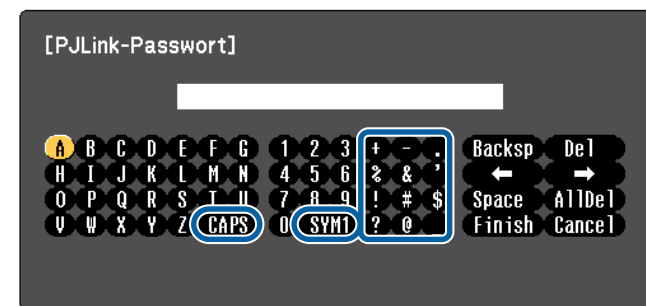 [PJLink-Passwort]
A B C D E F G 1 2 3 + - . Backsp Del
H I J K L M N 4 5 6 % & ' ← →
O P Q R S T U 7 8 9 ! # $ Space AllDel
V W X Y Z CAPS 0 SYM1 ? @ Finish Cancel